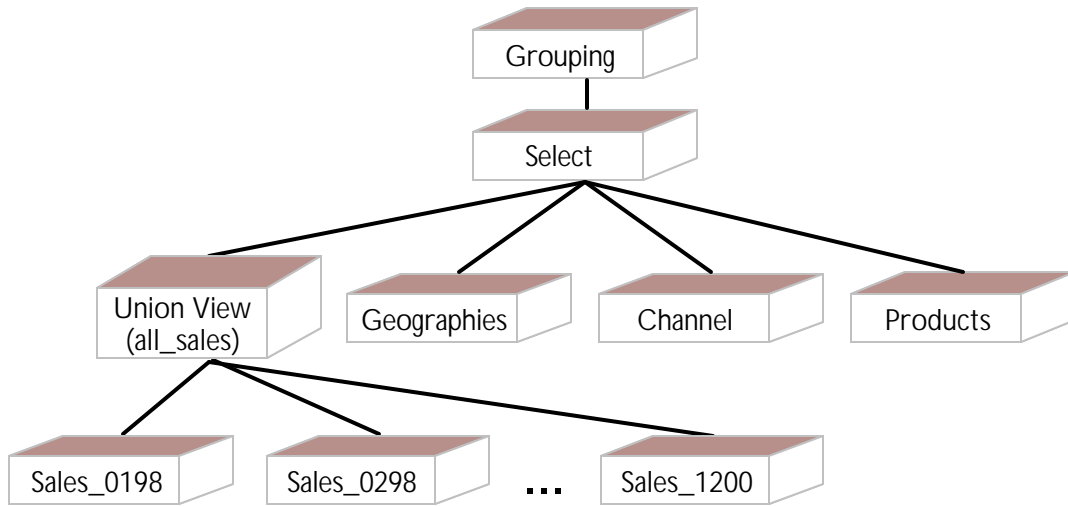 Grouping
Select
Union View
(all_sales)
Geographies
Channel
Products
Sales_0198
Sales_0298
...
Sales_1200